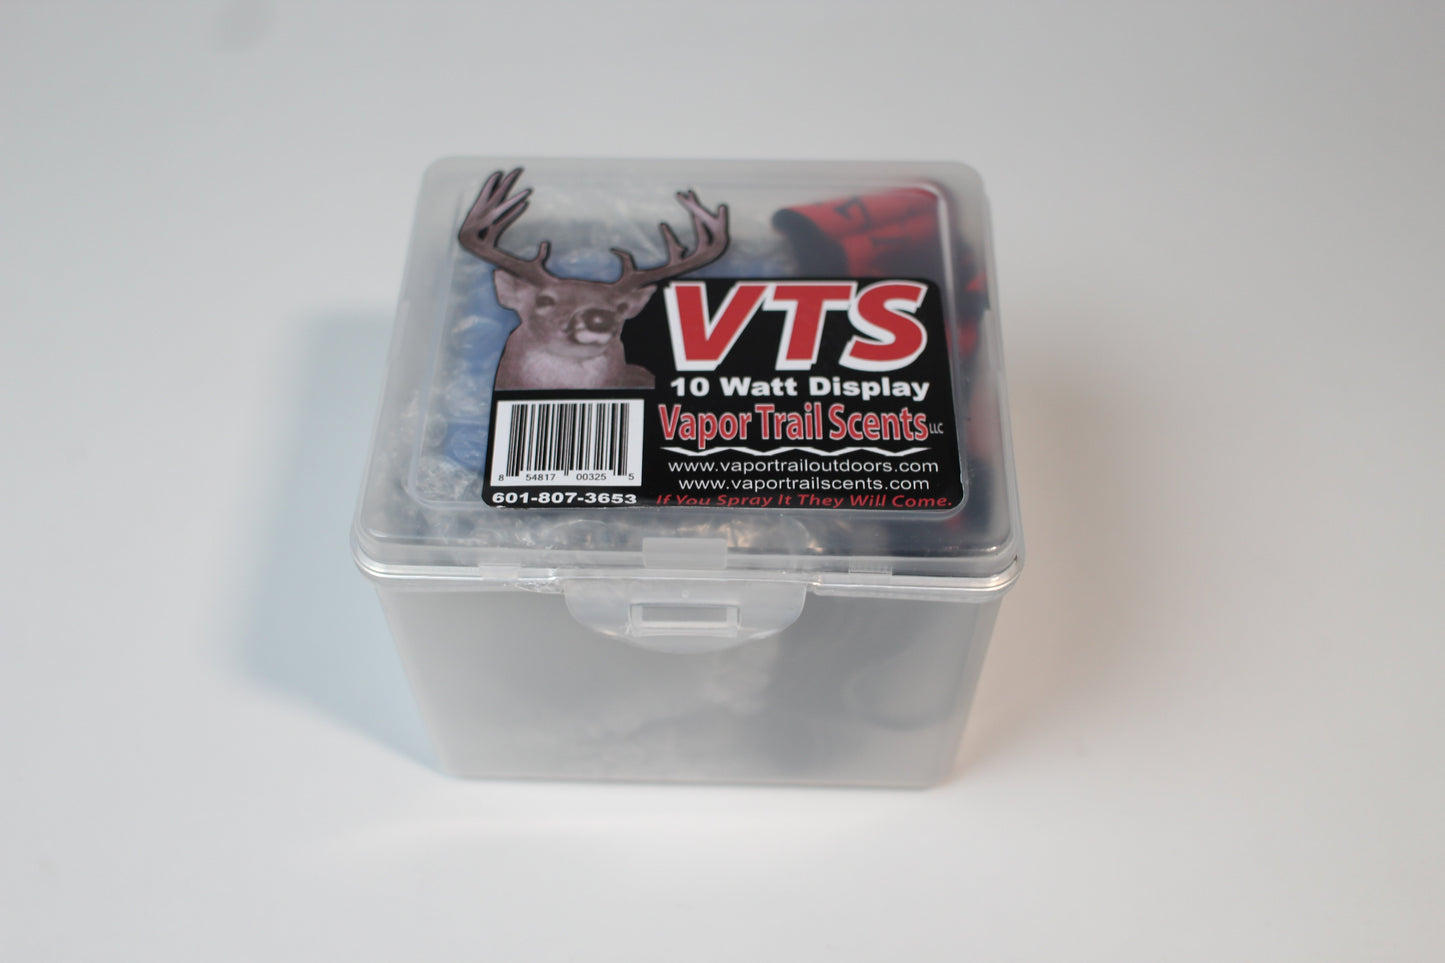 VTS
10 Watt Display
Vapor Trail Scents LLC
www.vaportrailoutdoors.com
www.vaportrailscents.com
8 54817 00325 5
601-807-3653
If You Spray It They Will Come.